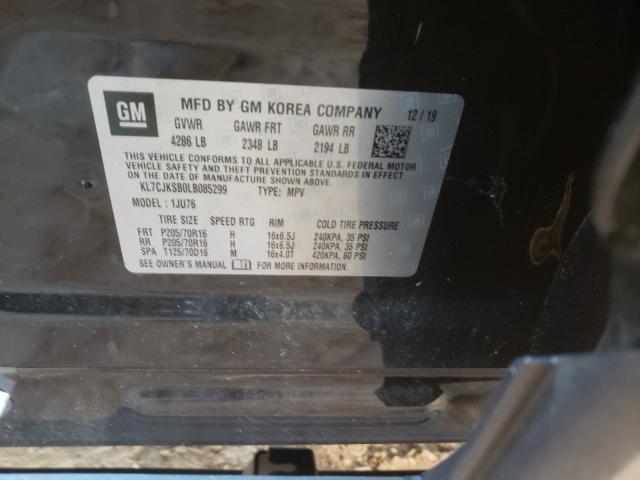 GM MFD BY GM KOREA COMPANY 12/19
GVWR GAWR FRT GAWR RR
4286 LB 2348 LB 2194 LB
THIS VEHICLE CONFORMS TO ALL APPLICABLE U.S. FEDERAL MOTOR
VEHICLE SAFETY AND THEFT PREVENTION STANDARDS IN EFFECT ON
THE DATE OF MANUFACTURE SHOWN ABOVE.
KL7CJKSB0LB085299 TYPE: MPV
MODEL: 1JU76
TIRE SIZE SPEED RTG RIM COLD TIRE PRESSURE
FRT P205/70R16 H 16x6.5J 240KPA, 35 PSI
RR P205/70R16 H 16x6.5J 240KPA, 35 PSI
SPA T125/70D16 M 16x4.0T 420KPA, 60 PSI
SEE OWNER'S MANUAL FOR MORE INFORMATION.